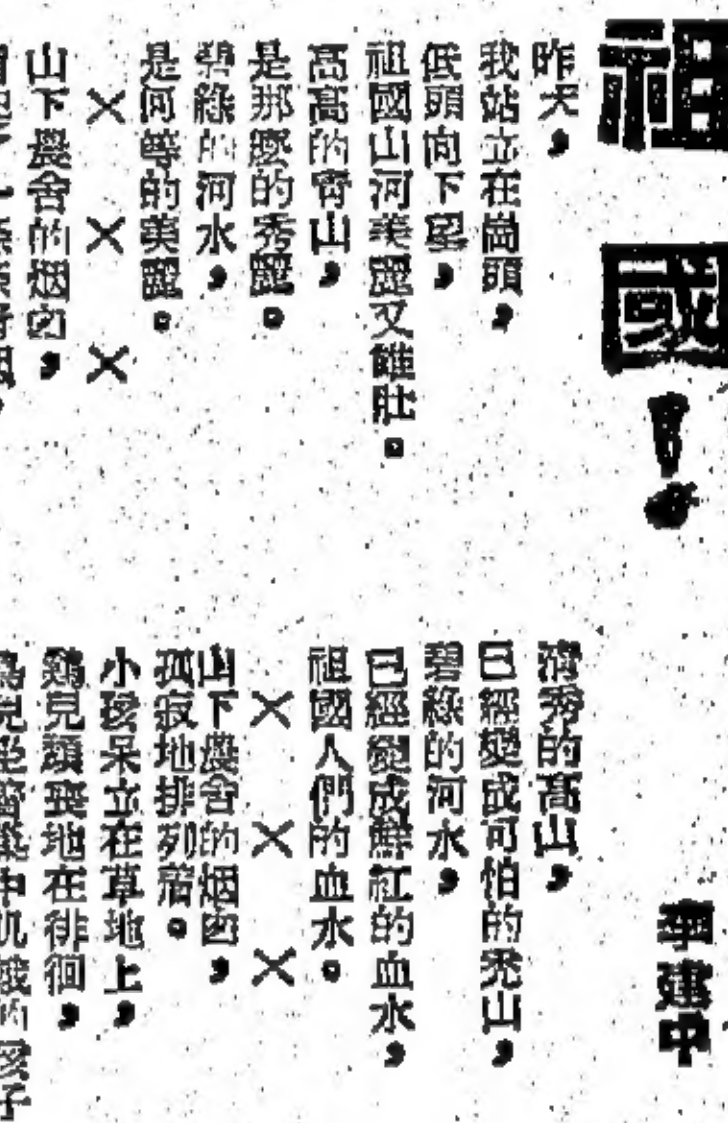 祖國！
李建中
昨天，
我站立在崗頭，
低頭向下望，
祖國山河美麗又雄壯。
高高的青山，
是那麼的秀麗。
碧綠的河水，
是何等的美麗。
× × ×
山下農舍的烟囪，
清秀的高山，
已經變成可怕的禿山，
碧綠的河水，
已經變成鮮紅的血水，
祖國人們的血水。
× × ×
山下農舍的烟囪，
孤寂地排列着。
小孩呆立在草地上，
鷄兒頹喪地在徘徊，